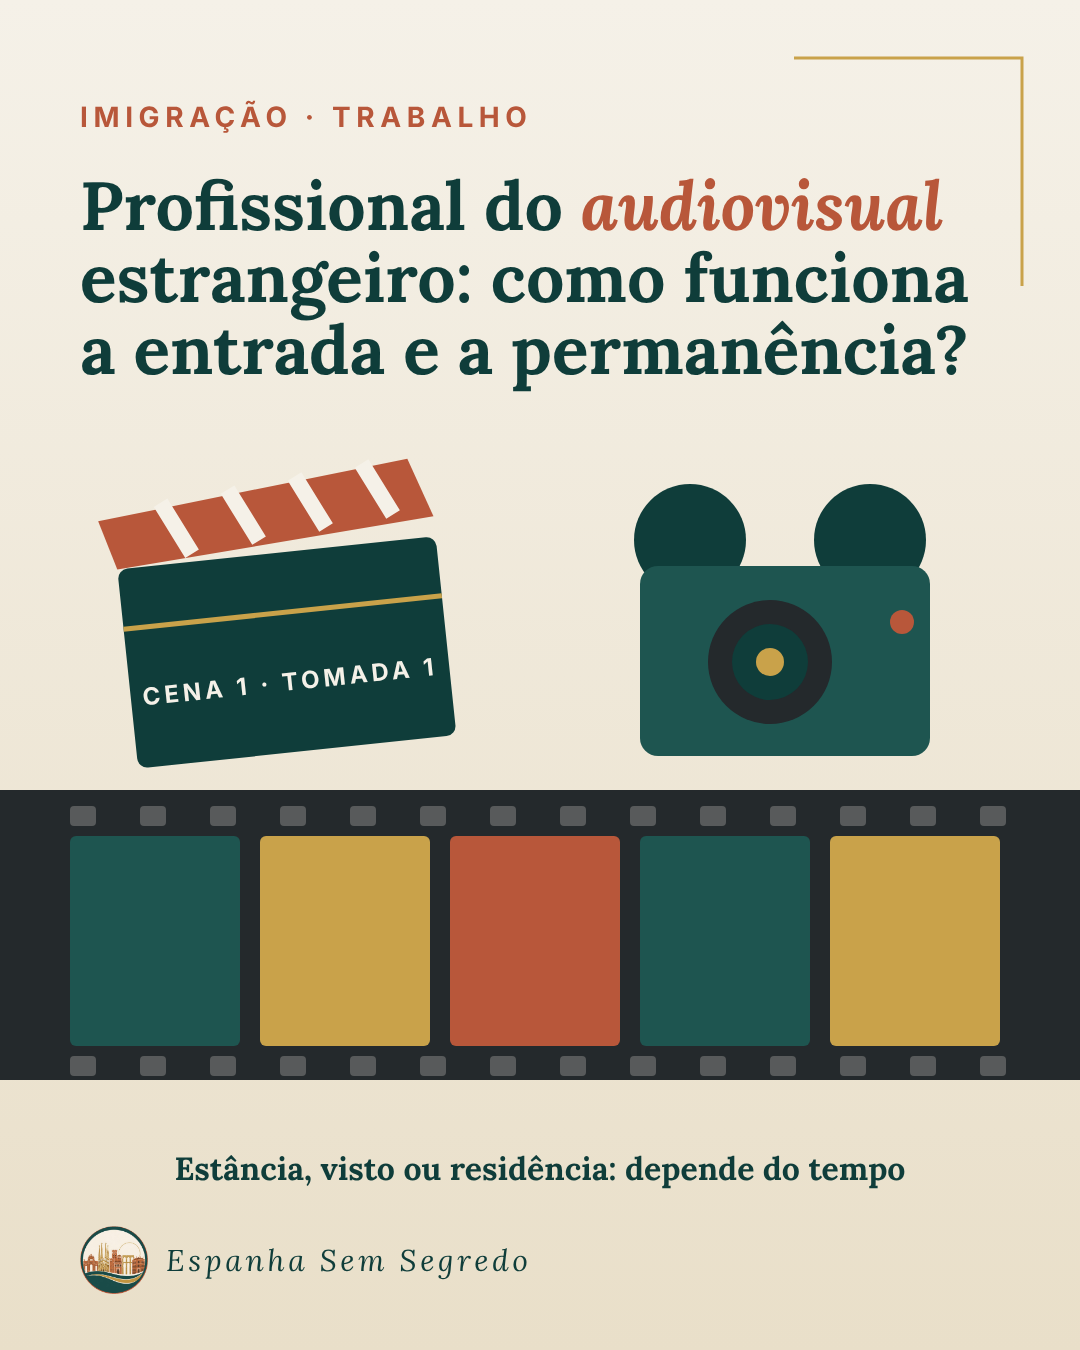 IMIGRAÇÃO · TRABALHO
Profissional do audiovisual
estrangeiro: como funciona
a entrada e a permanência?
CENA 1 · TOMADA 1
Estância, visto ou residência: depende do tempo
Espanha Sem Segredo